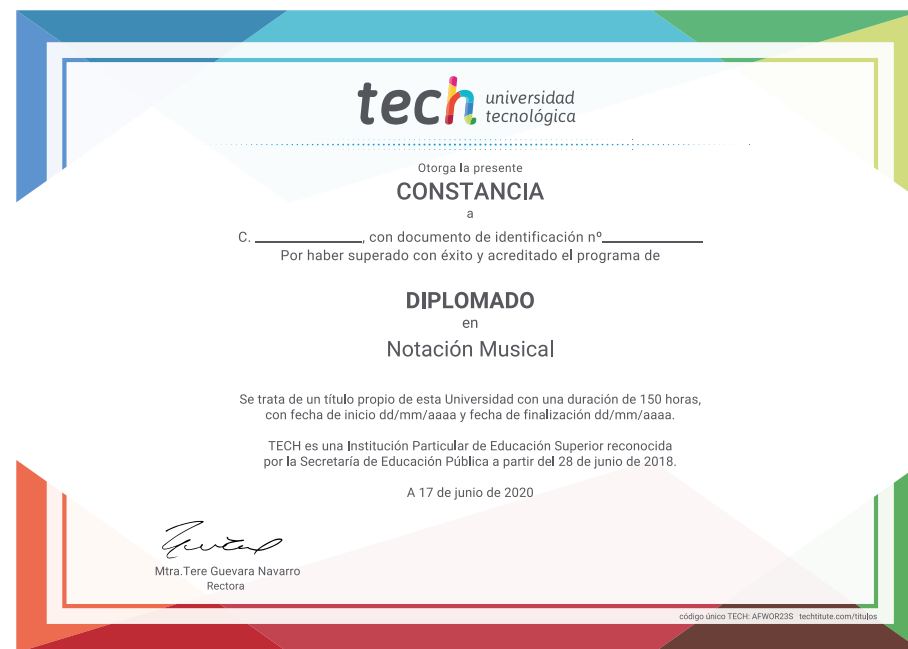 tech universidad
tecnológica
Otorga la presente
CONSTANCIA
a
C. ____________, con documento de identificación nº____________
Por haber superado con éxito y acreditado el programa de
DIPLOMADO
en
Notación Musical
Se trata de un título propio de esta Universidad con una duración de 150 horas,
con fecha de inicio dd/mm/aaaa y fecha de finalización dd/mm/aaaa.
TECH es una Institución Particular de Educación Superior reconocida
por la Secretaría de Educación Pública a partir del 28 de junio de 2018.
A 17 de junio de 2020
Mtra.Tere Guevara Navarro
Rectora
código único TECH: AFWOR23S techtitute.com/titulos